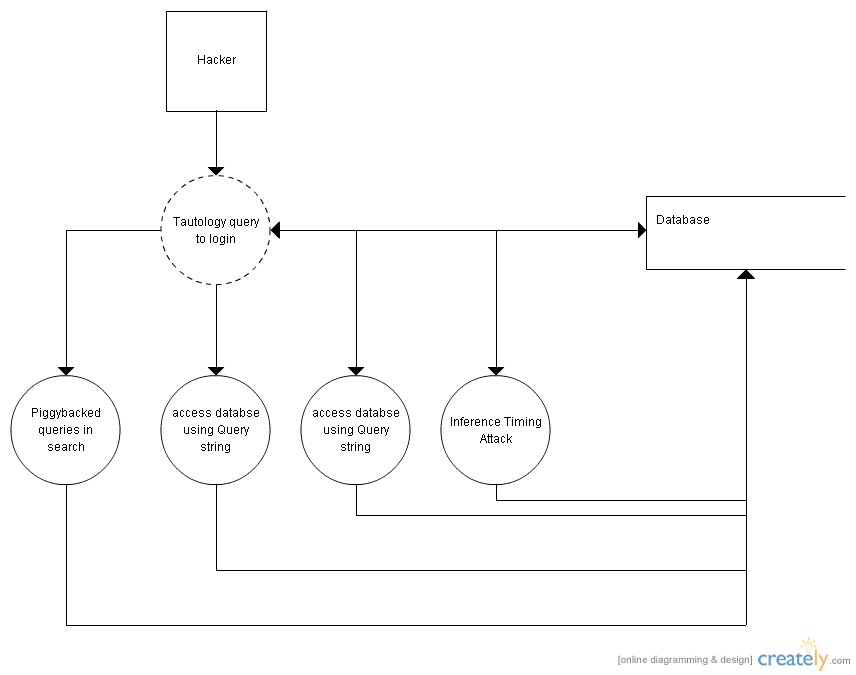 Hacker
Tautology query
to login
Database
Piggybacked
queries in
search
access databse
using Query
string
access databse
using Query
string
Inference Timing
Attack
[online diagramming & design] creately.com